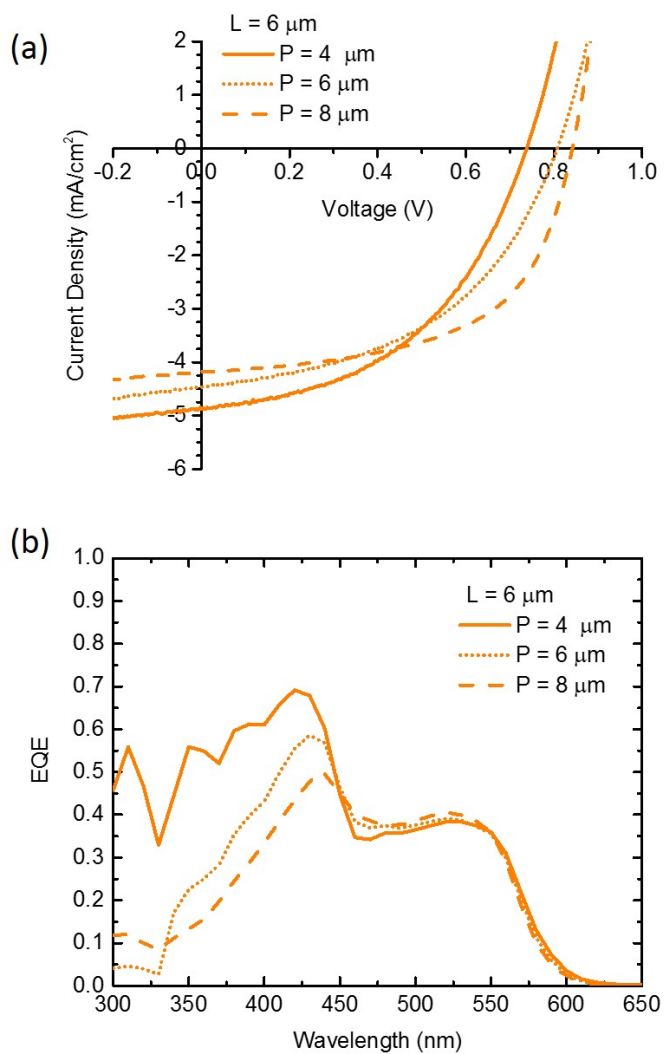 (a)
L = 6 μm
P = 4 μm
P = 6 μm
P = 8 μm
2
1
0
-1
-2
-3
-4
-5
-6
-0.2 0.0 0.2 0.4 0.6 0.8 1.0
Voltage (V)
Current Density (mA/cm²)
(b)
L = 6 μm
P = 4 μm
P = 6 μm
P = 8 μm
1.0
0.9
0.8
0.7
0.6
0.5
0.4
0.3
0.2
0.1
0.0
EQE
300 350 400 450 500 550 600 650
Wavelength (nm)